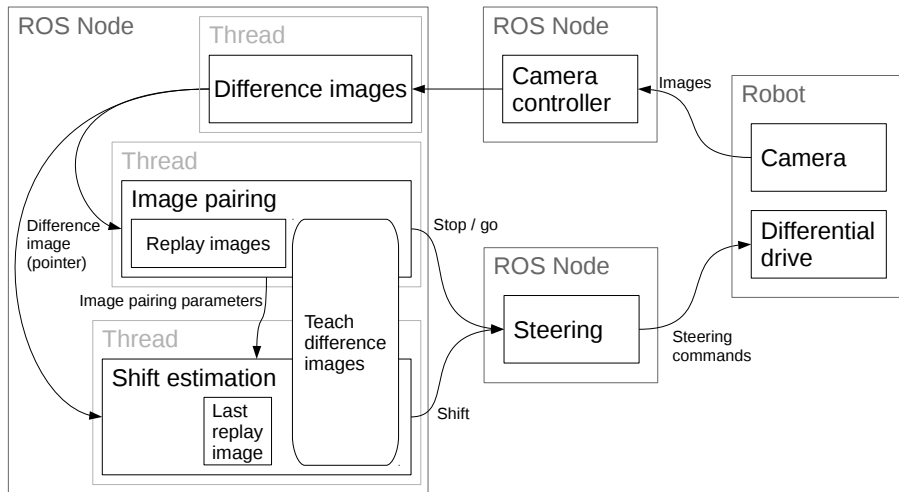 ROS Node
Thread
Difference images
ROS Node
Camera
controller
Images
Robot
Camera
Differential
drive
Thread
Image pairing
Replay images
Difference
image
(pointer)
Stop / go
Image pairing parameters
Teach
difference
images
ROS Node
Steering
Steering
commands
Thread
Shift estimation
Last
replay
image
Shift